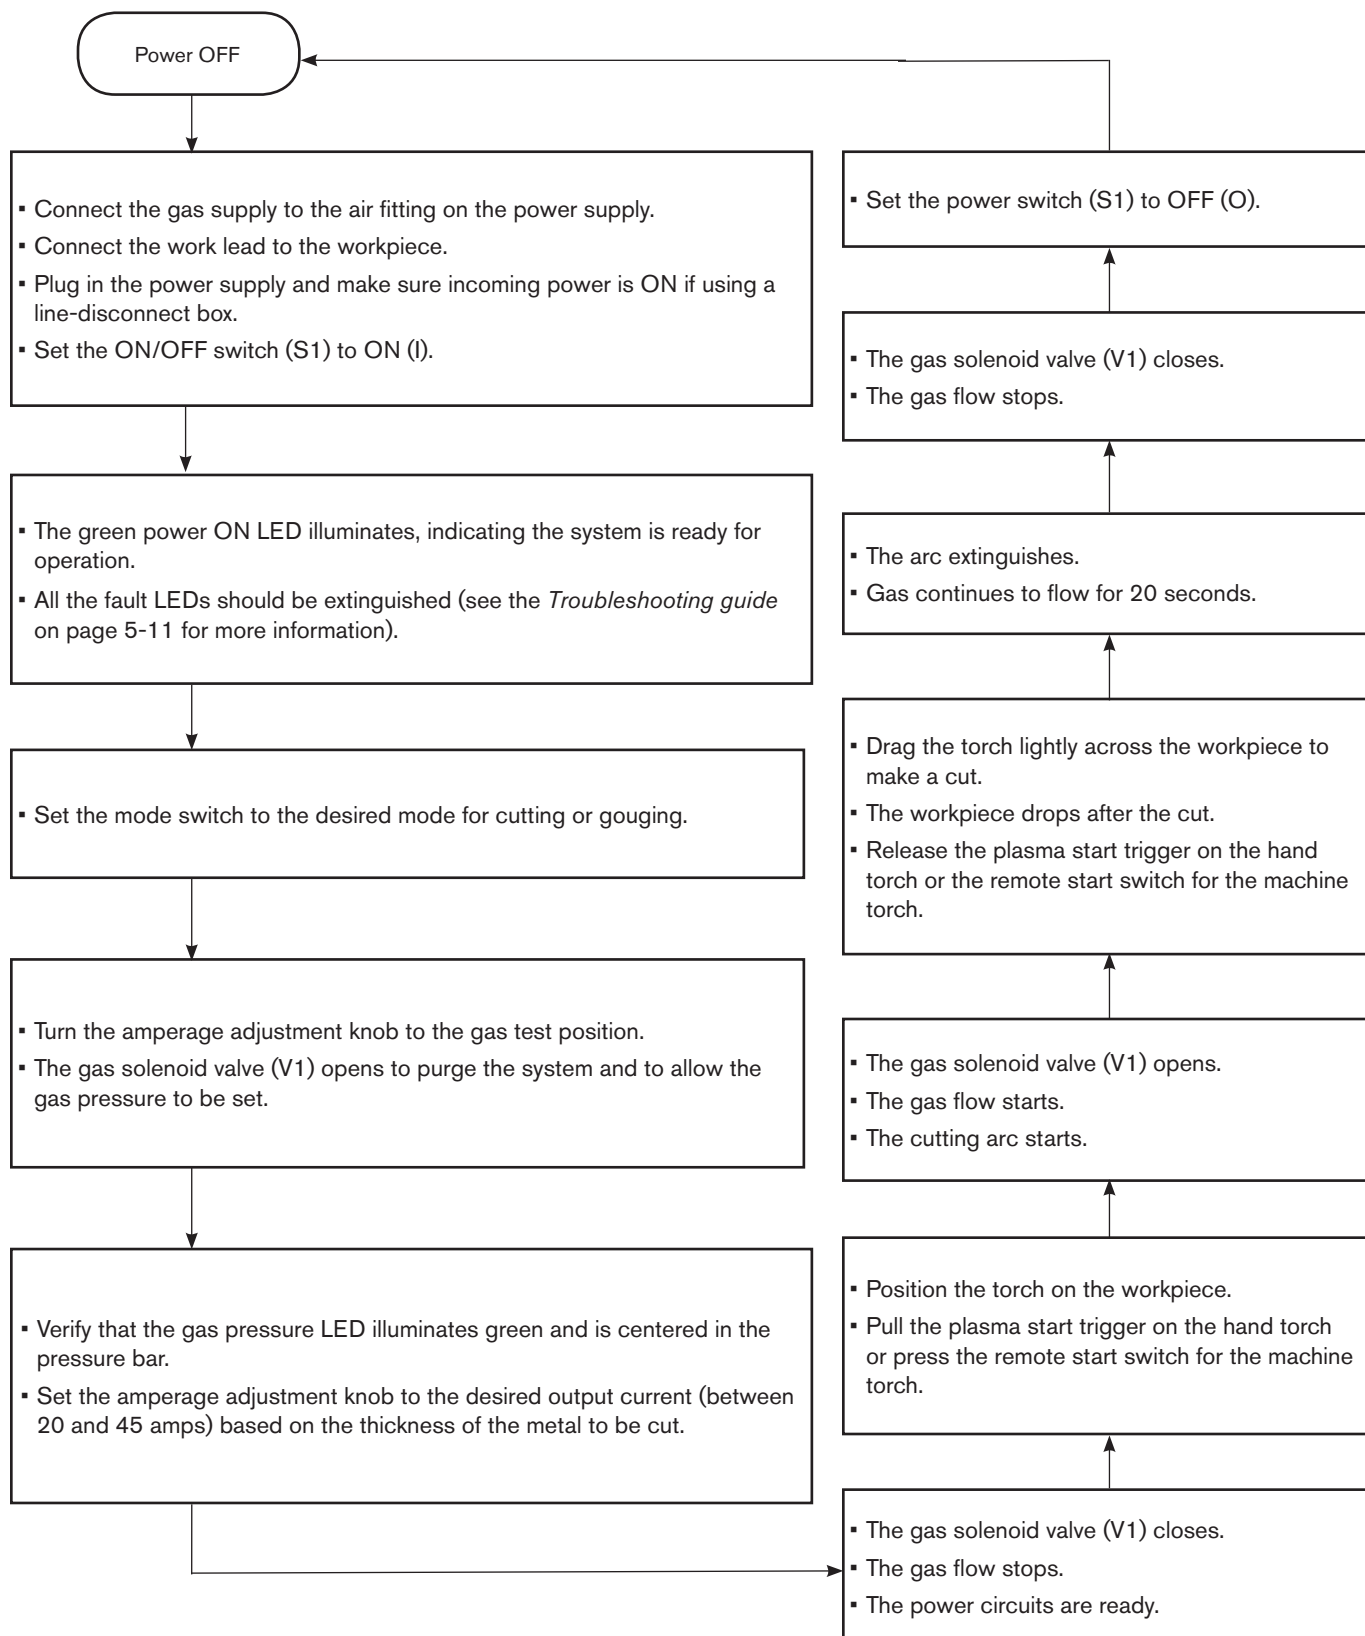 Power OFF
▪ Connect the gas supply to the air fitting on the power supply.
▪ Connect the work lead to the workpiece.
▪ Plug in the power supply and make sure incoming power is ON if using a
line-disconnect box.
▪ Set the ON/OFF switch (S1) to ON (I).
▪ The green power ON LED illuminates, indicating the system is ready for
operation.
▪ All the fault LEDs should be extinguished (see the Troubleshooting guide
on page 5-11 for more information).
▪ Set the mode switch to the desired mode for cutting or gouging.
▪ Turn the amperage adjustment knob to the gas test position.
▪ The gas solenoid valve (V1) opens to purge the system and to allow the
gas pressure to be set.
▪ Verify that the gas pressure LED illuminates green and is centered in the
pressure bar.
▪ Set the amperage adjustment knob to the desired output current (between
20 and 45 amps) based on the thickness of the metal to be cut.
▪ The gas solenoid valve (V1) closes.
▪ The gas flow stops.
▪ The power circuits are ready.
▪ Position the torch on the workpiece.
▪ Pull the plasma start trigger on the hand torch
or press the remote start switch for the machine
torch.
▪ The gas solenoid valve (V1) opens.
▪ The gas flow starts.
▪ The cutting arc starts.
▪ Drag the torch lightly across the workpiece to
make a cut.
▪ The workpiece drops after the cut.
▪ Release the plasma start trigger on the hand
torch or the remote start switch for the machine
torch.
▪ The arc extinguishes.
▪ Gas continues to flow for 20 seconds.
▪ The gas solenoid valve (V1) closes.
▪ The gas flow stops.
▪ Set the power switch (S1) to OFF (O).